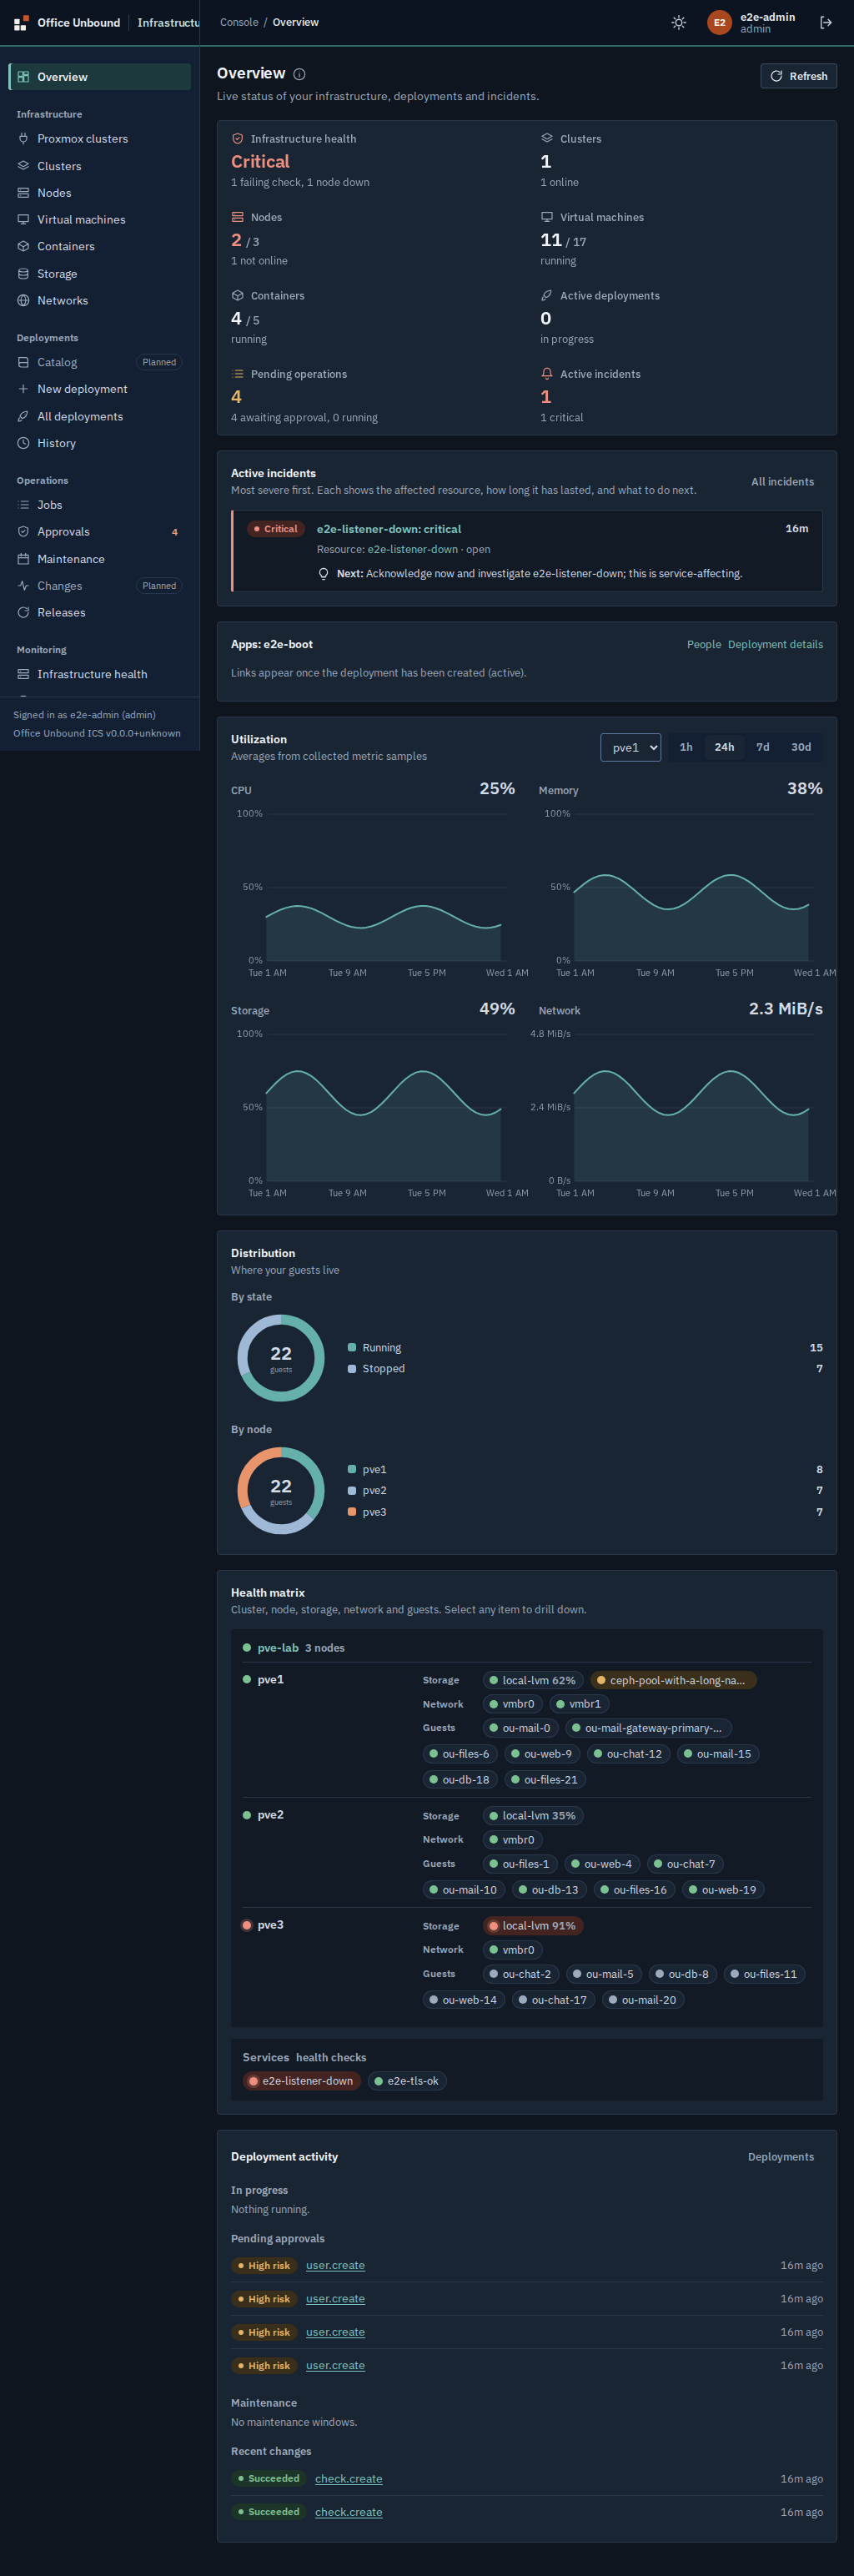 Office Unbound
Infrastructu
Console / Overview
E2
e2e-admin
admin
Overview
Infrastructure
Proxmox clusters
Clusters
Nodes
Virtual machines
Containers
Storage
Networks
Deployments
Catalog Planned
New deployment
All deployments
History
Operations
Jobs
Approvals 4
Maintenance
Changes Planned
Releases
Monitoring
Infrastructure health
Signed in as e2e-admin (admin)
Office Unbound ICS v0.0.0+unknown
Overview
Refresh
Live status of your infrastructure, deployments and incidents.
Infrastructure health
Critical
1 failing check, 1 node down
Clusters
1
1 online
Nodes
2 / 3
1 not online
Virtual machines
11 / 17
running
Containers
4 / 5
running
Active deployments
0
in progress
Pending operations
4
4 awaiting approval, 0 running
Active incidents
1
1 critical
Active incidents
Most severe first. Each shows the affected resource, how long it has lasted, and what to do next.
All incidents
Critical e2e-listener-down: critical 16m
Resource: e2e-listener-down · open
Next: Acknowledge now and investigate e2e-listener-down; this is service-affecting.
Apps: e2e-boot
People Deployment details
Links appear once the deployment has been created (active).
Utilization
Averages from collected metric samples
pve1 1h 24h 7d 30d
CPU 25%
100%
50%
0%
Tue 1 AM Tue 9 AM Tue 5 PM Wed 1 AM
Memory 38%
100%
50%
0%
Tue 1 AM Tue 9 AM Tue 5 PM Wed 1 AM
Storage 49%
100%
50%
0%
Tue 1 AM Tue 9 AM Tue 5 PM Wed 1 AM
Network 2.3 MiB/s
4.8 MiB/s
2.4 MiB/s
0 B/s
Tue 1 AM Tue 9 AM Tue 5 PM Wed 1 AM
Distribution
Where your guests live
By state
22
guests
Running 15
Stopped 7
By node
22
guests
pve1 8
pve2 7
pve3 7
Health matrix
Cluster, node, storage, network and guests. Select any item to drill down.
pve-lab 3 nodes
pve1
Storage local-lvm 62% ceph-pool-with-a-long-na...
Network vmbr0 vmbr1
Guests ou-mail-0 ou-mail-gateway-primary-...
ou-files-6 ou-web-9 ou-chat-12 ou-mail-15
ou-db-18 ou-files-21
pve2
Storage local-lvm 35%
Network vmbr0
Guests ou-files-1 ou-web-4 ou-chat-7
ou-mail-10 ou-db-13 ou-files-16 ou-web-19
pve3
Storage local-lvm 91%
Network vmbr0
Guests ou-chat-2 ou-mail-5 ou-db-8 ou-files-11
ou-web-14 ou-chat-17 ou-mail-20
Services health checks
e2e-listener-down e2e-tls-ok
Deployment activity
Deployments
In progress
Nothing running.
Pending approvals
High risk user.create 16m ago
High risk user.create 16m ago
High risk user.create 16m ago
High risk user.create 16m ago
Maintenance
No maintenance windows.
Recent changes
Succeeded check.create 16m ago
Succeeded check.create 16m ago